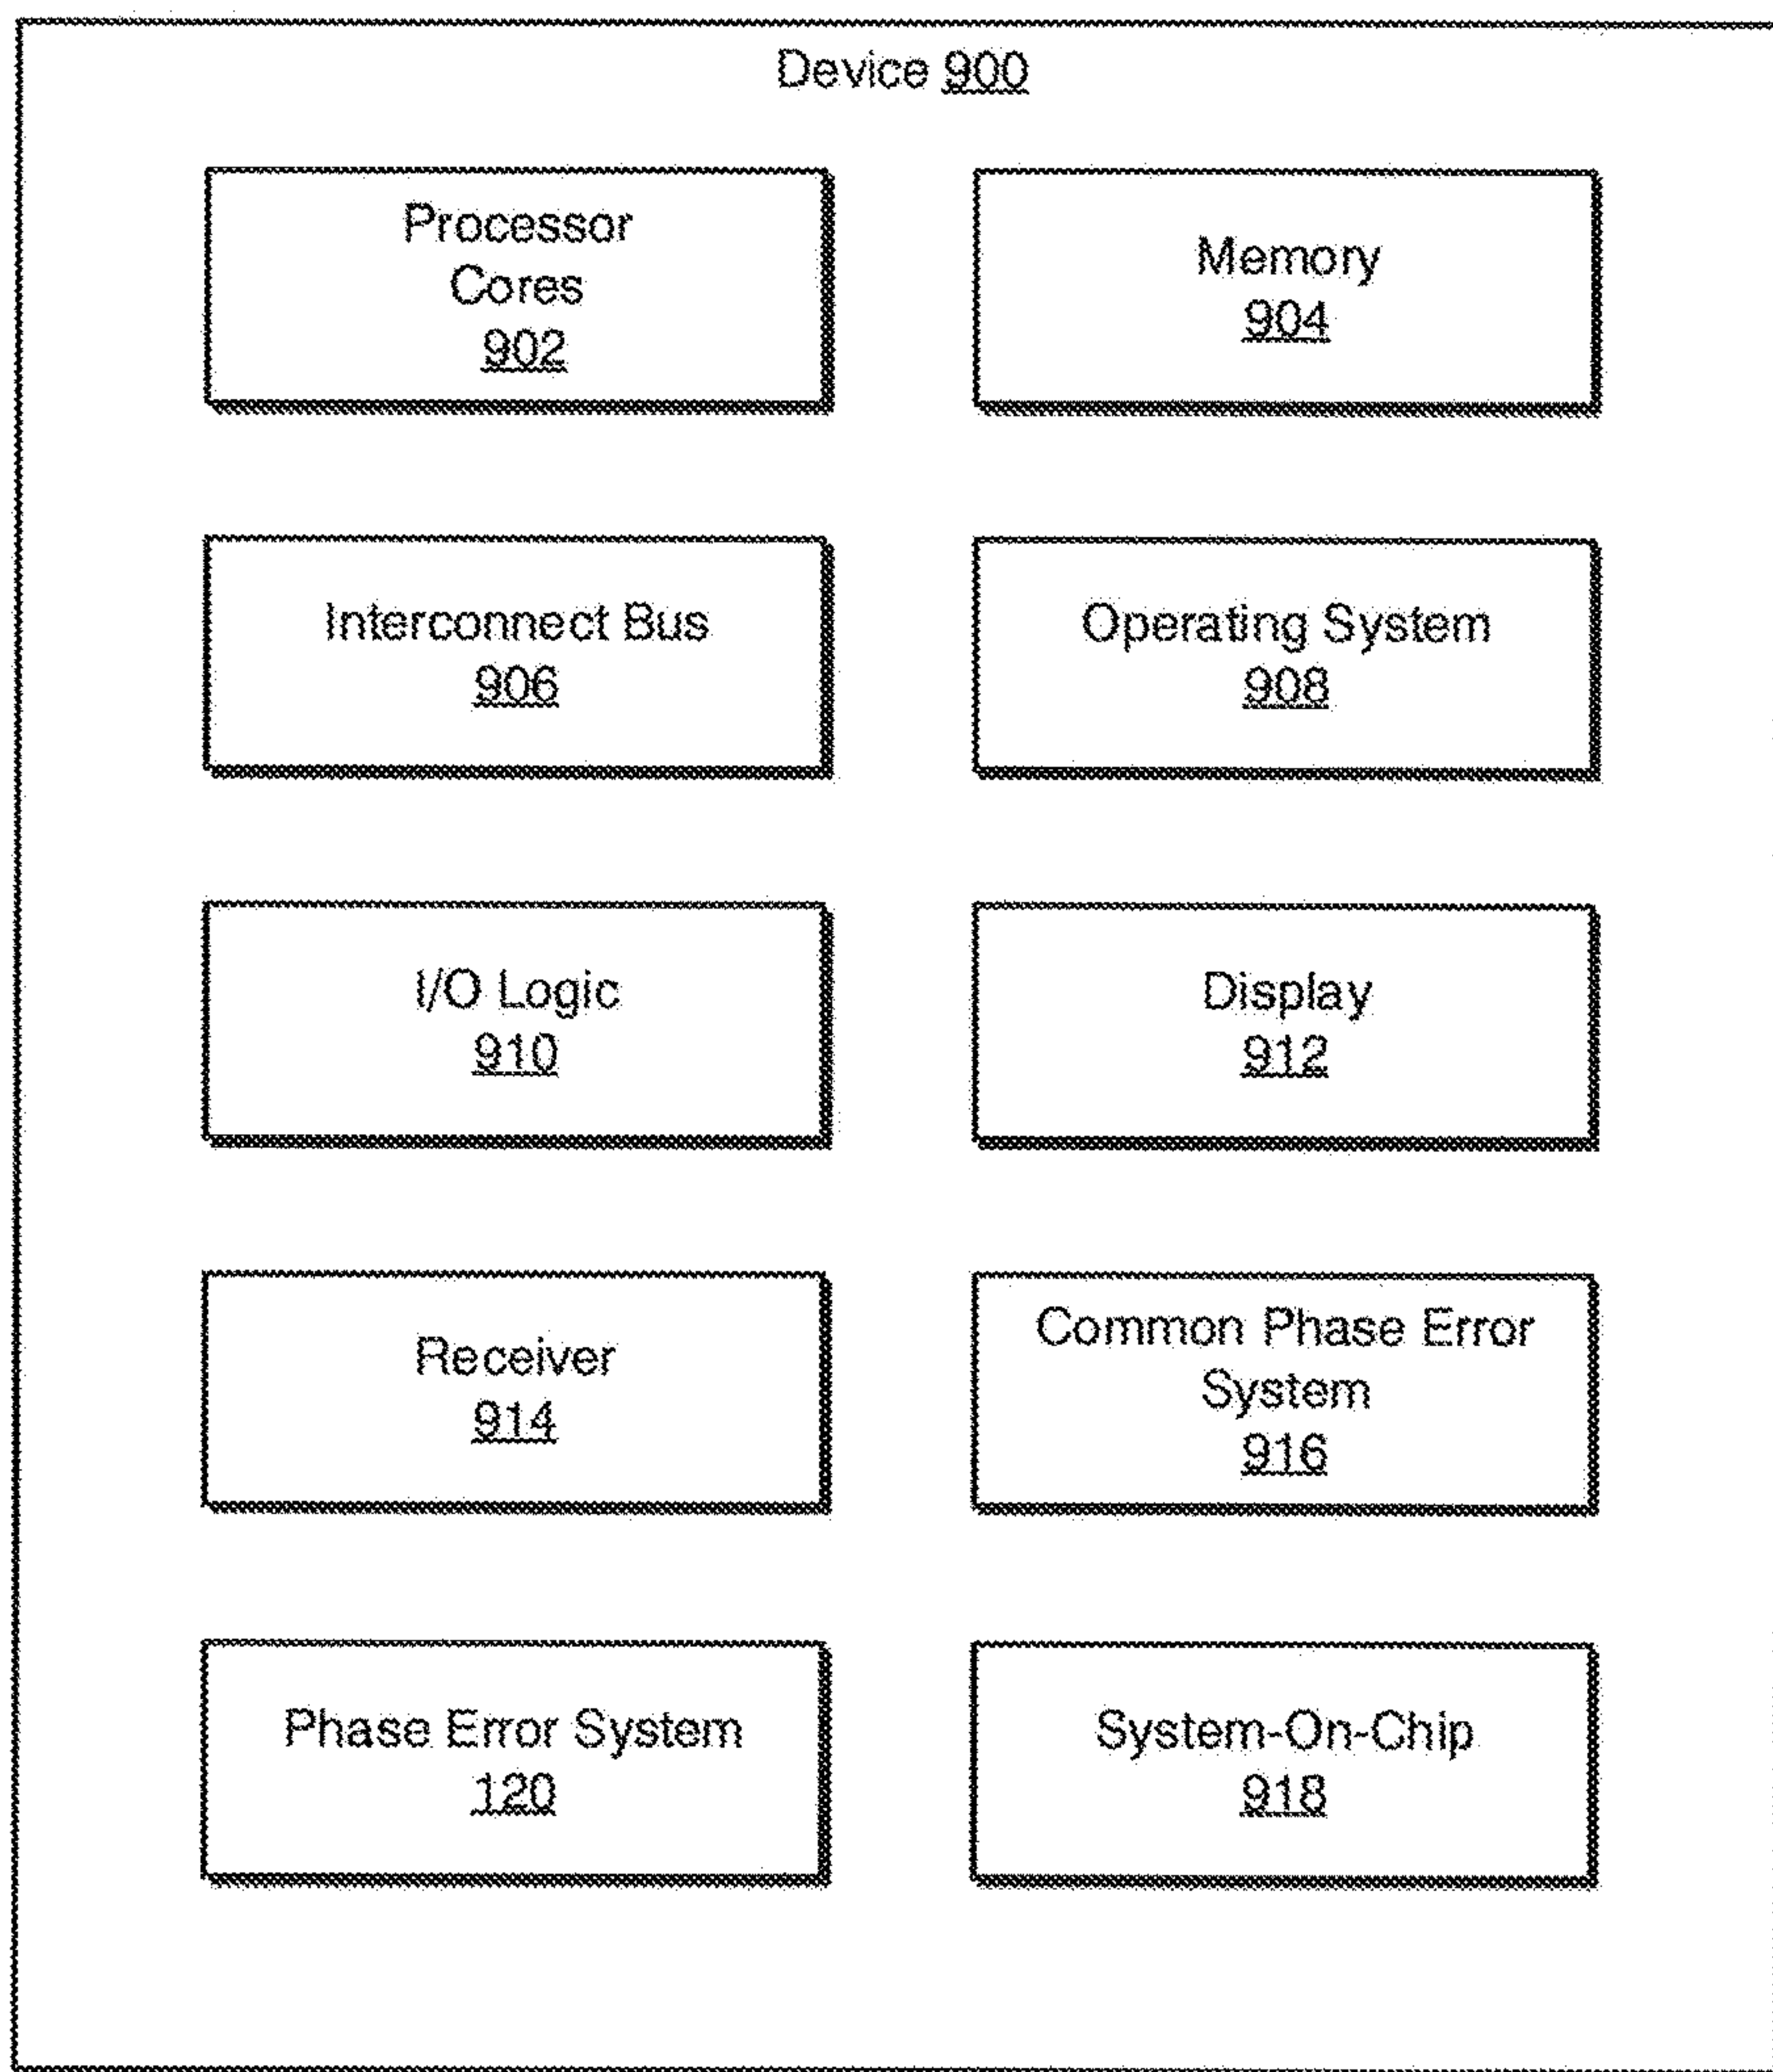 Device 900
Processor
Cores
902
Memory
904
Interconnect Bus
906
Operating System
908
I/O Logic
910
Display
912
Receiver
914
Common Phase Error
System
916
Phase Error System
120
System-On-Chip
918